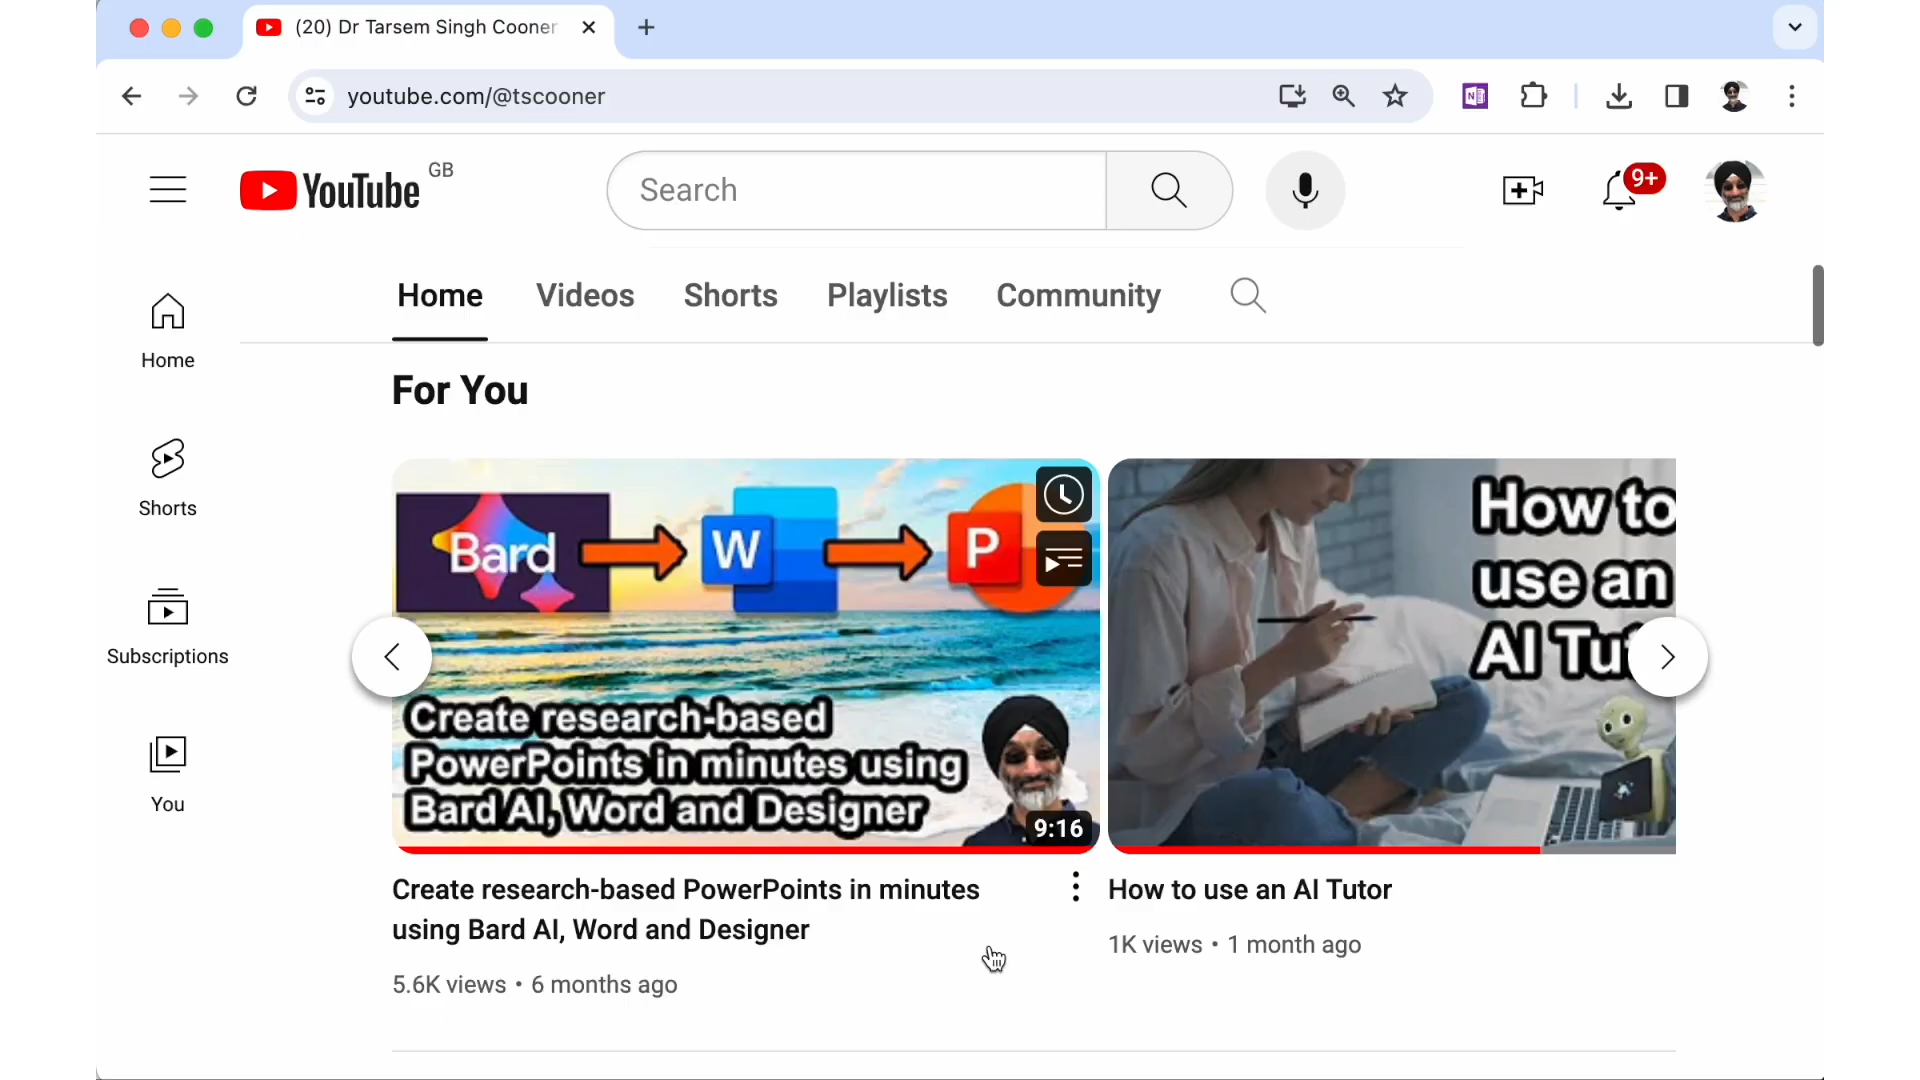 (20) Dr Tarsem Singh Cooner
youtube.com/@tscooner
YouTube GB
Search
9+
Home Videos Shorts Playlists Community
Home
Shorts
Subscriptions
You
For You
Bard W P
Create research-based
PowerPoints in minutes using
Bard AI, Word and Designer
9:16
How to
use an
AI Tu
Create research-based PowerPoints in minutes
using Bard AI, Word and Designer
5.6K views • 6 months ago
How to use an AI Tutor
1K views • 1 month ago